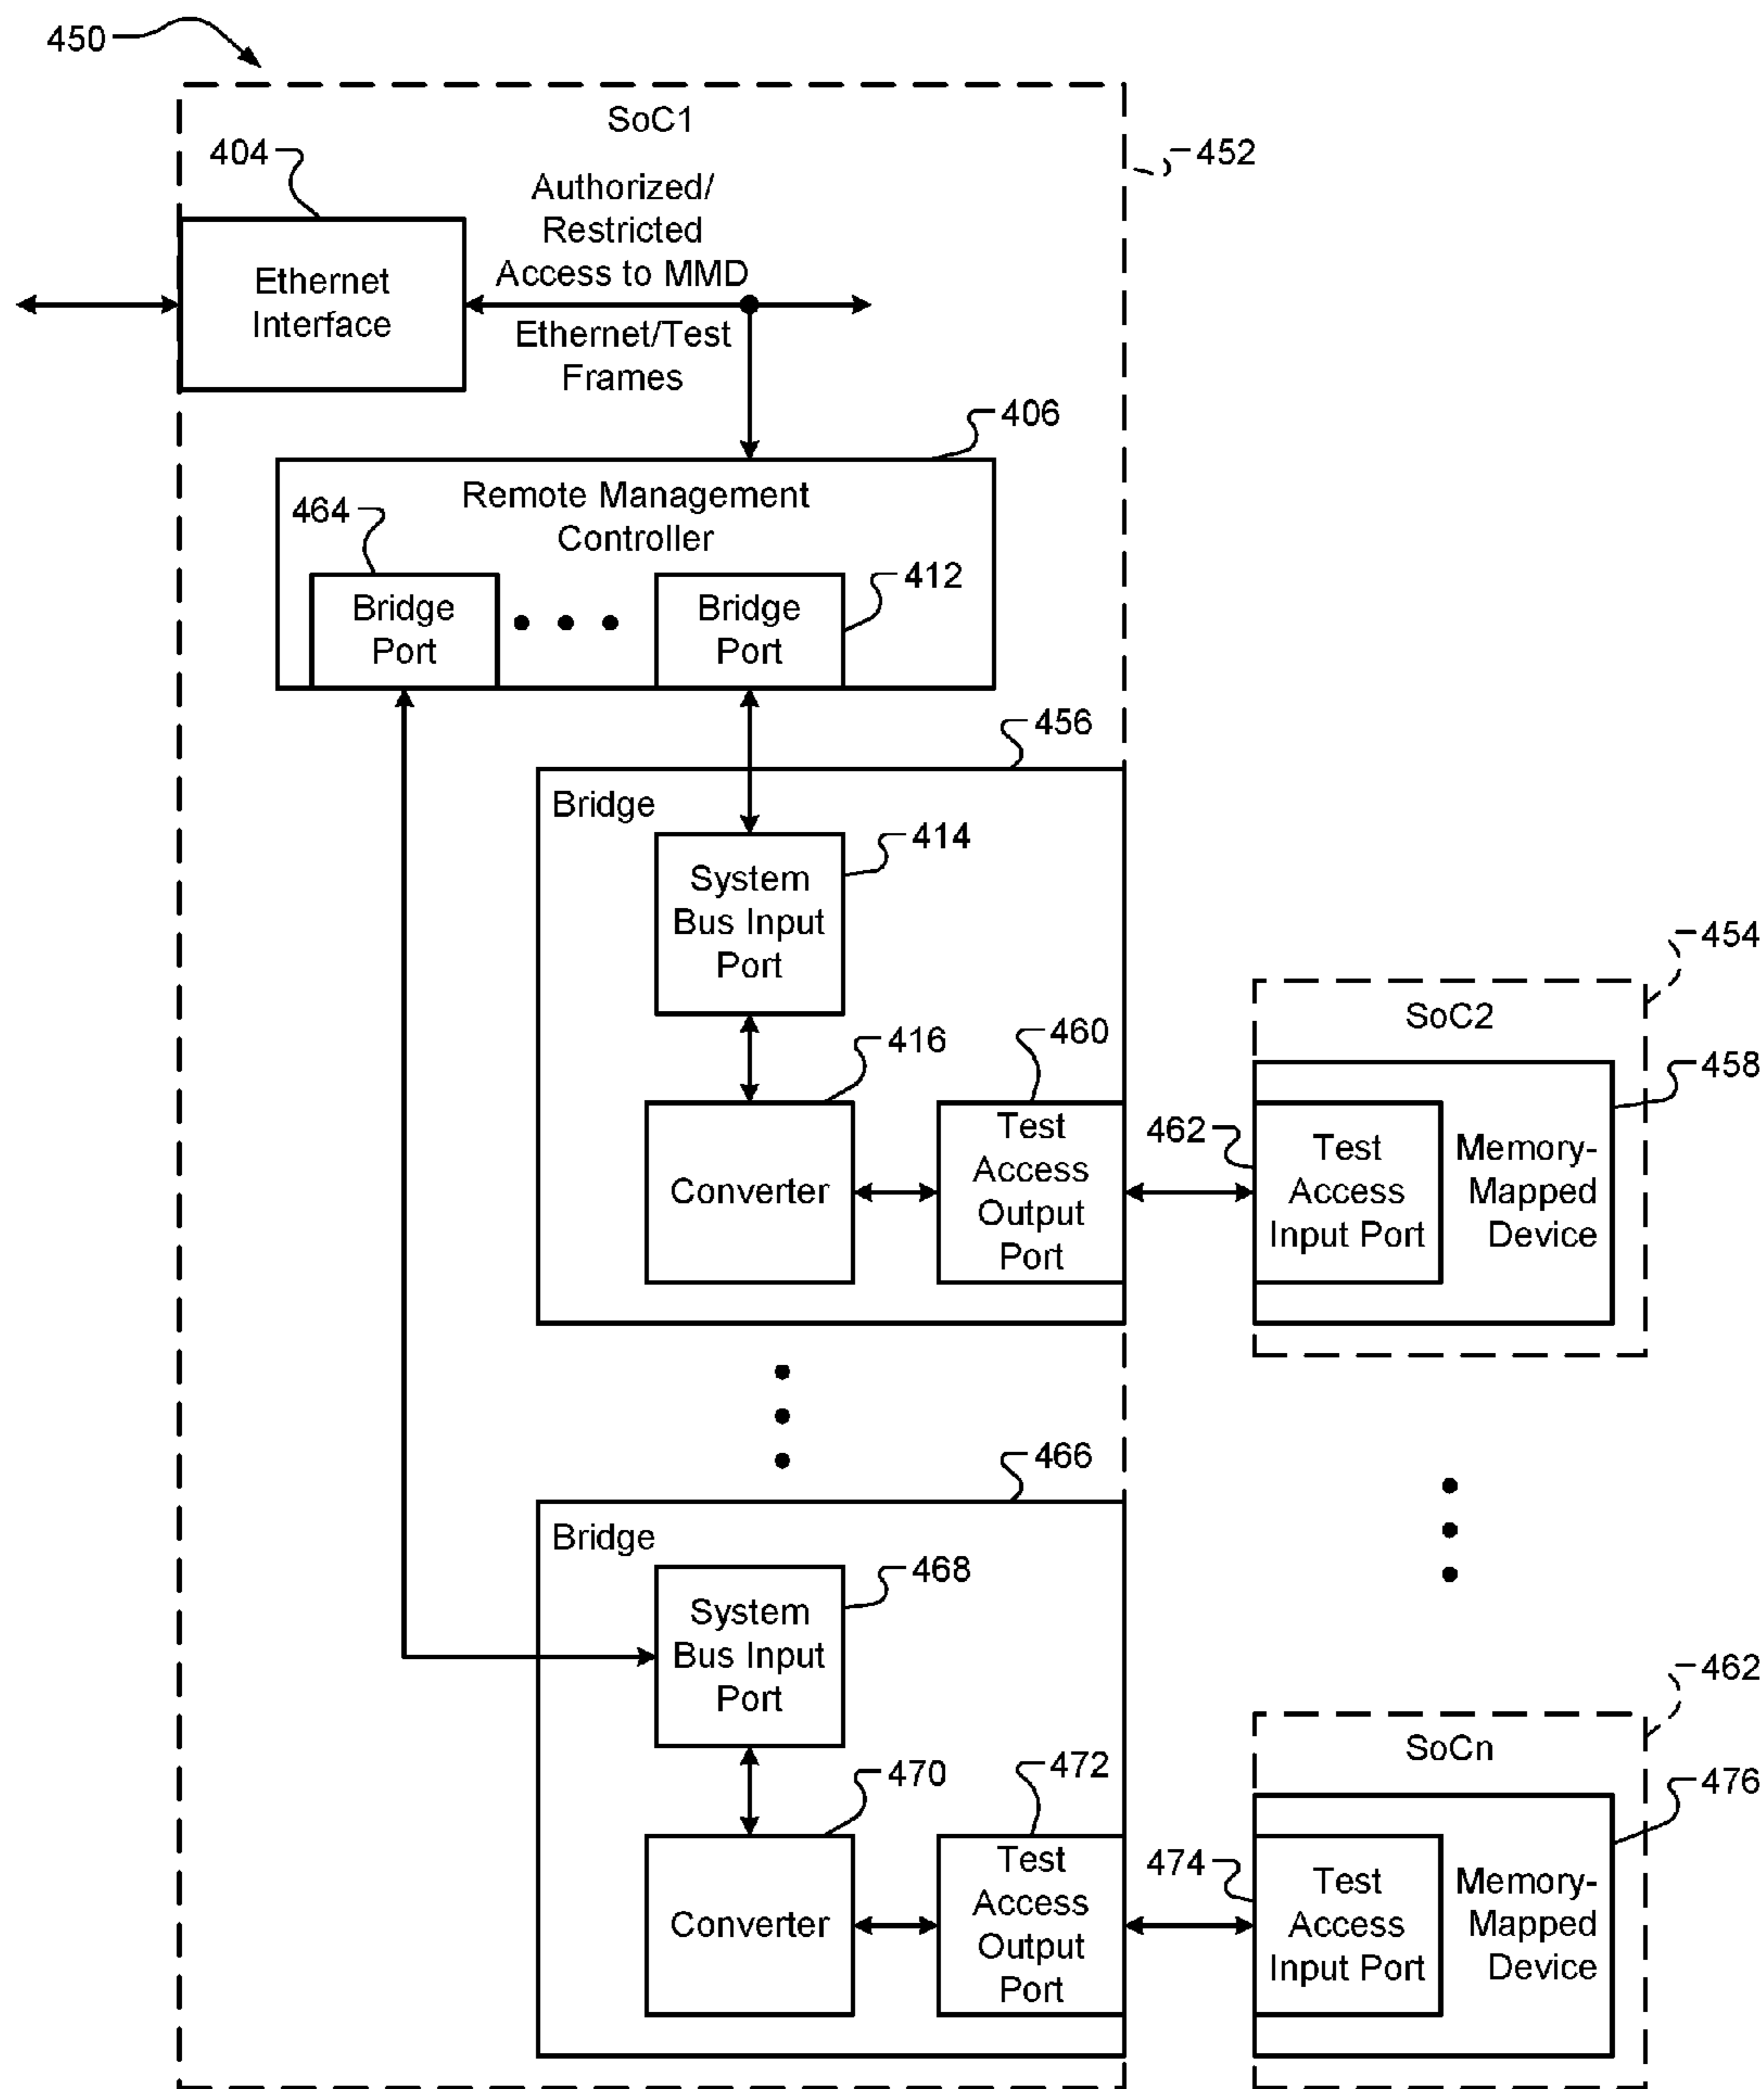 450
SoC1
452
404
Authorized/
Restricted
Access to MMD
Ethernet
Interface
Ethernet/Test
Frames
406
Remote Management
Controller
464
412
Bridge
Port
Bridge
Port
456
Bridge
414
System
Bus Input
Port
454
SoC2
416
460
458
Converter
Test
Access
Output
Port
462
Test
Access
Input Port
Memory-
Mapped
Device
466
Bridge
468
System
Bus Input
Port
462
SoCn
470
472
476
Converter
Test
Access
Output
Port
474
Test
Access
Input Port
Memory-
Mapped
Device